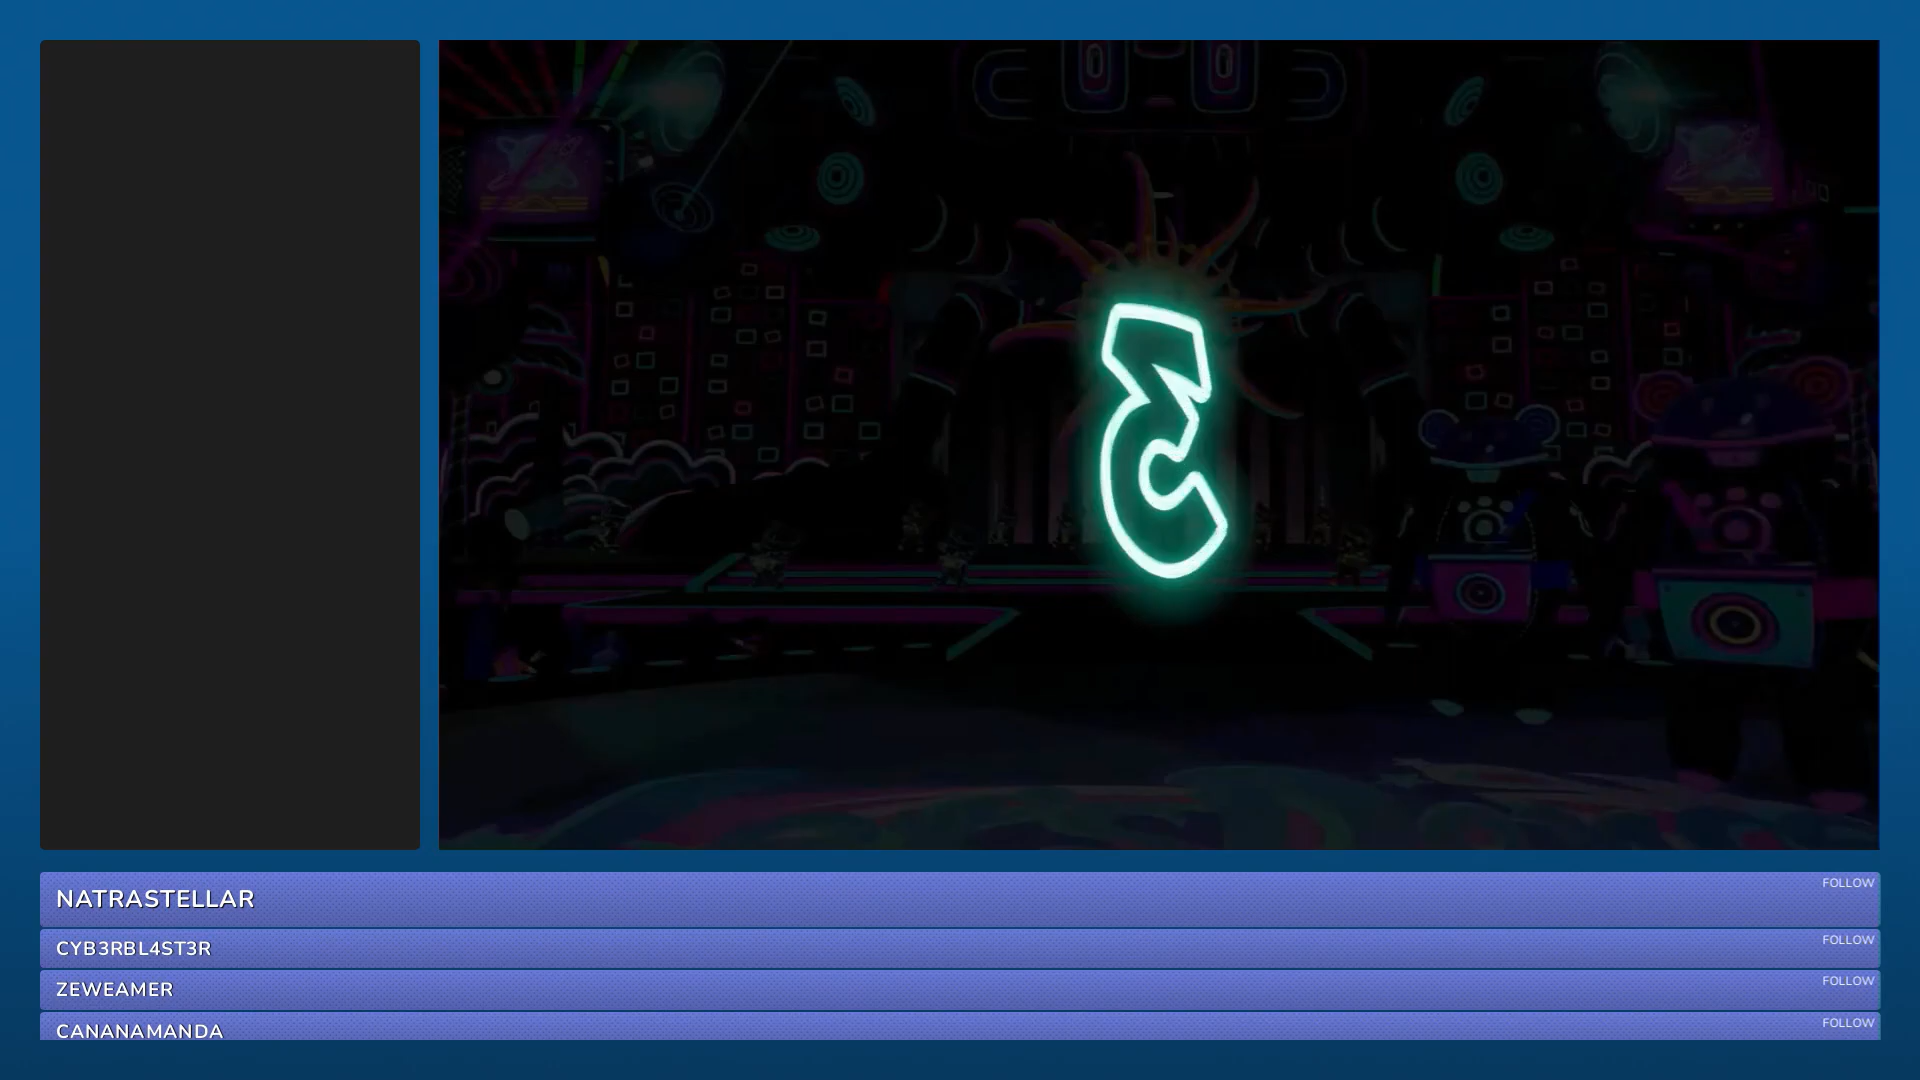 NATRASTELLAR
FOLLOW
CYB3RBL4ST3R
FOLLOW
ZEWEAMER
FOLLOW
CANANAMANDA
FOLLOW